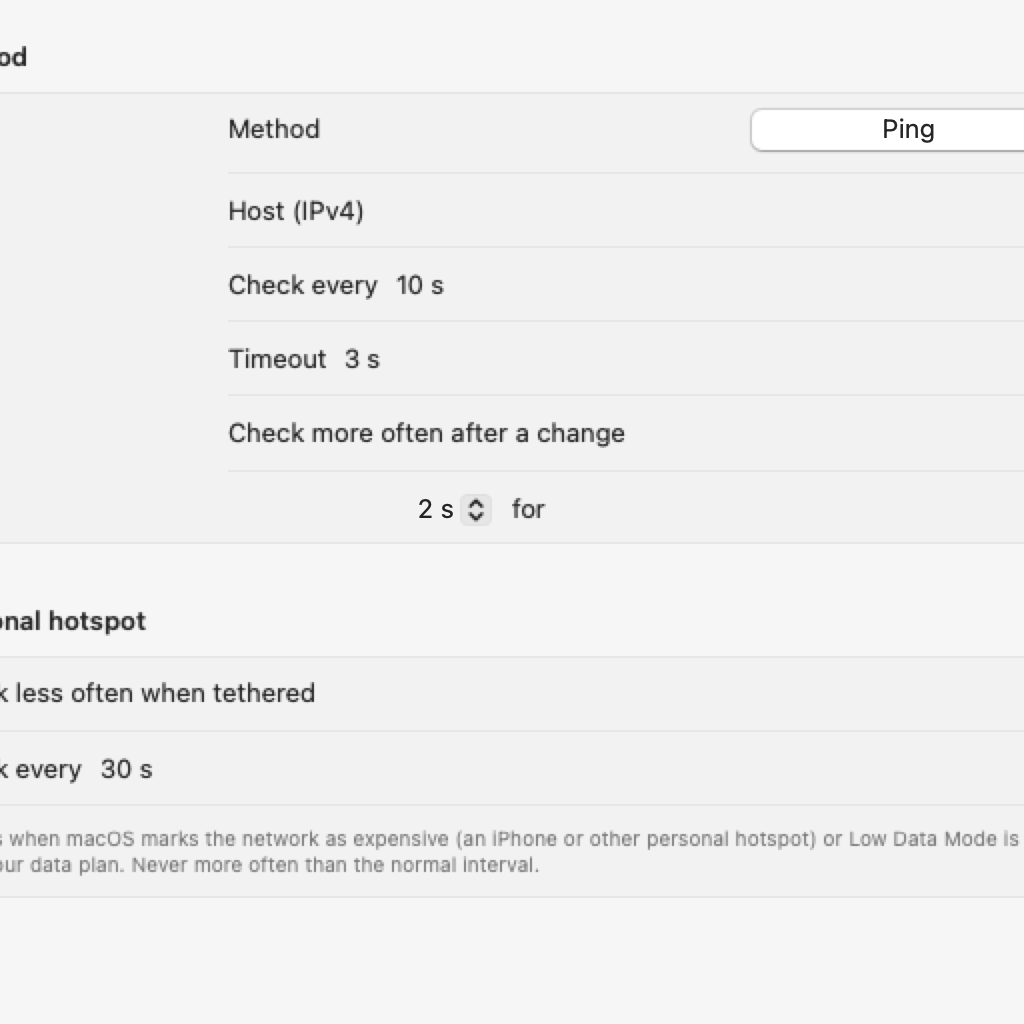 od
Method Ping
Host (IPv4)
Check every 10 s
Timeout 3 s
Check more often after a change
2 s for
onal hotspot
k less often when tethered
k every 30 s
s when macOS marks the network as expensive (an iPhone or other personal hotspot) or Low Data Mode is
our data plan. Never more often than the normal interval.